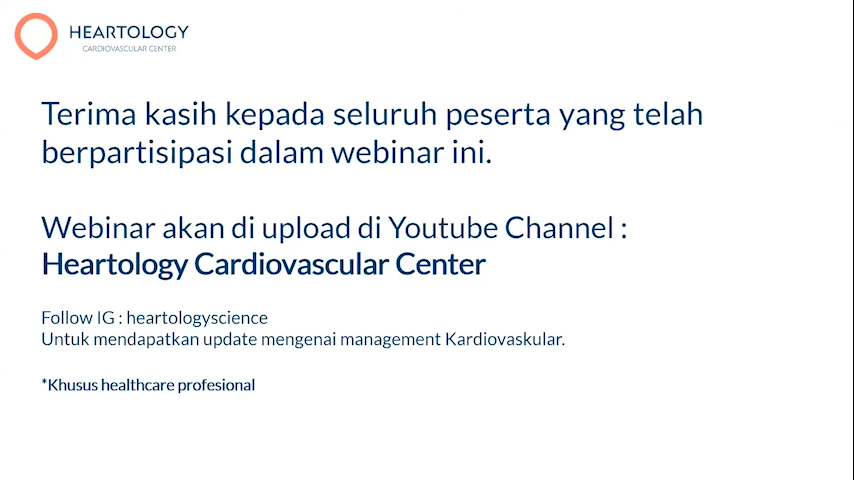 HEARTOLOGY
CARDIOVASCULAR CENTER
Terima kasih kepada seluruh peserta yang telah
berpartisipasi dalam webinar ini.
Webinar akan di upload di Youtube Channel :
Heartology Cardiovascular Center
Follow IG : heartologyscience
Untuk mendapatkan update mengenai management Kardiovaskular.
*Khusus healthcare profesional